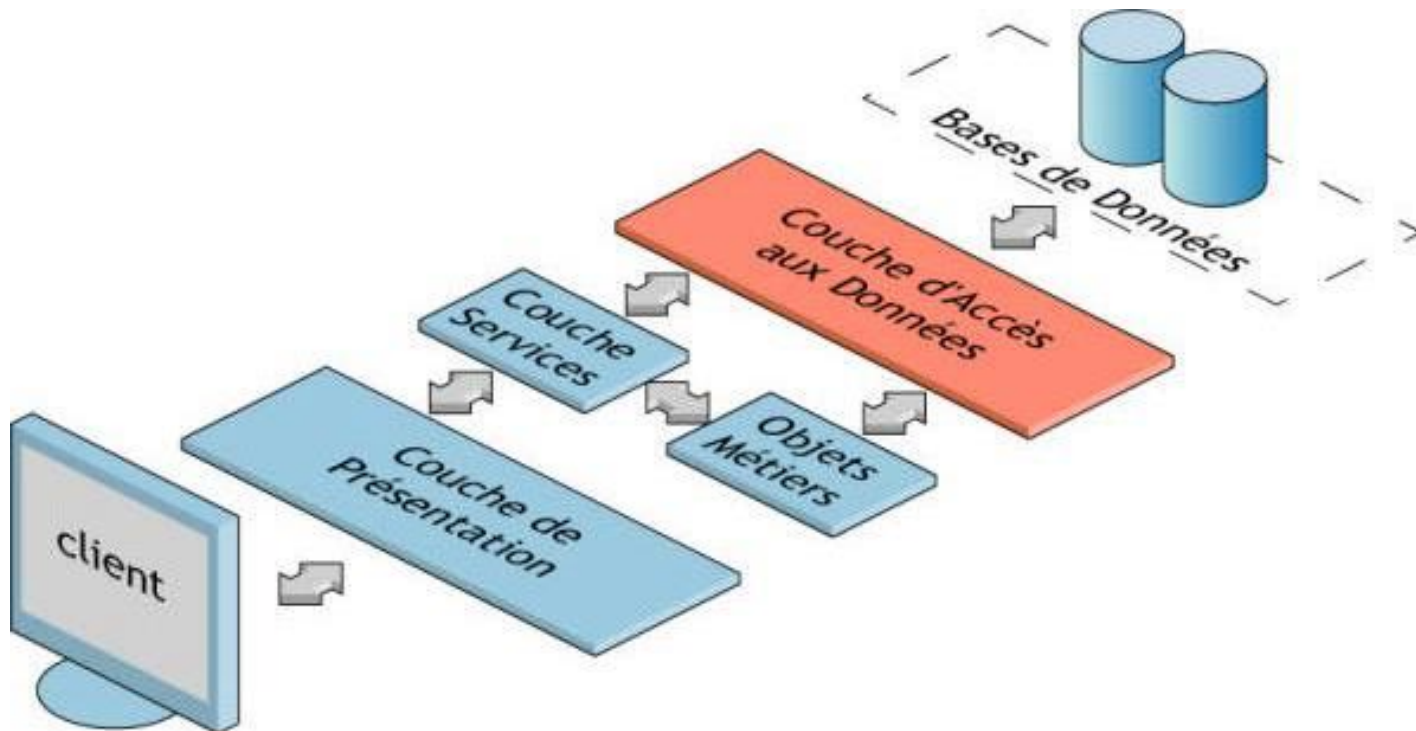 Bases de Données
Couche d'Accès
aux Données
Couche
Services
Objets
Métiers
Couche de
Présentation
client